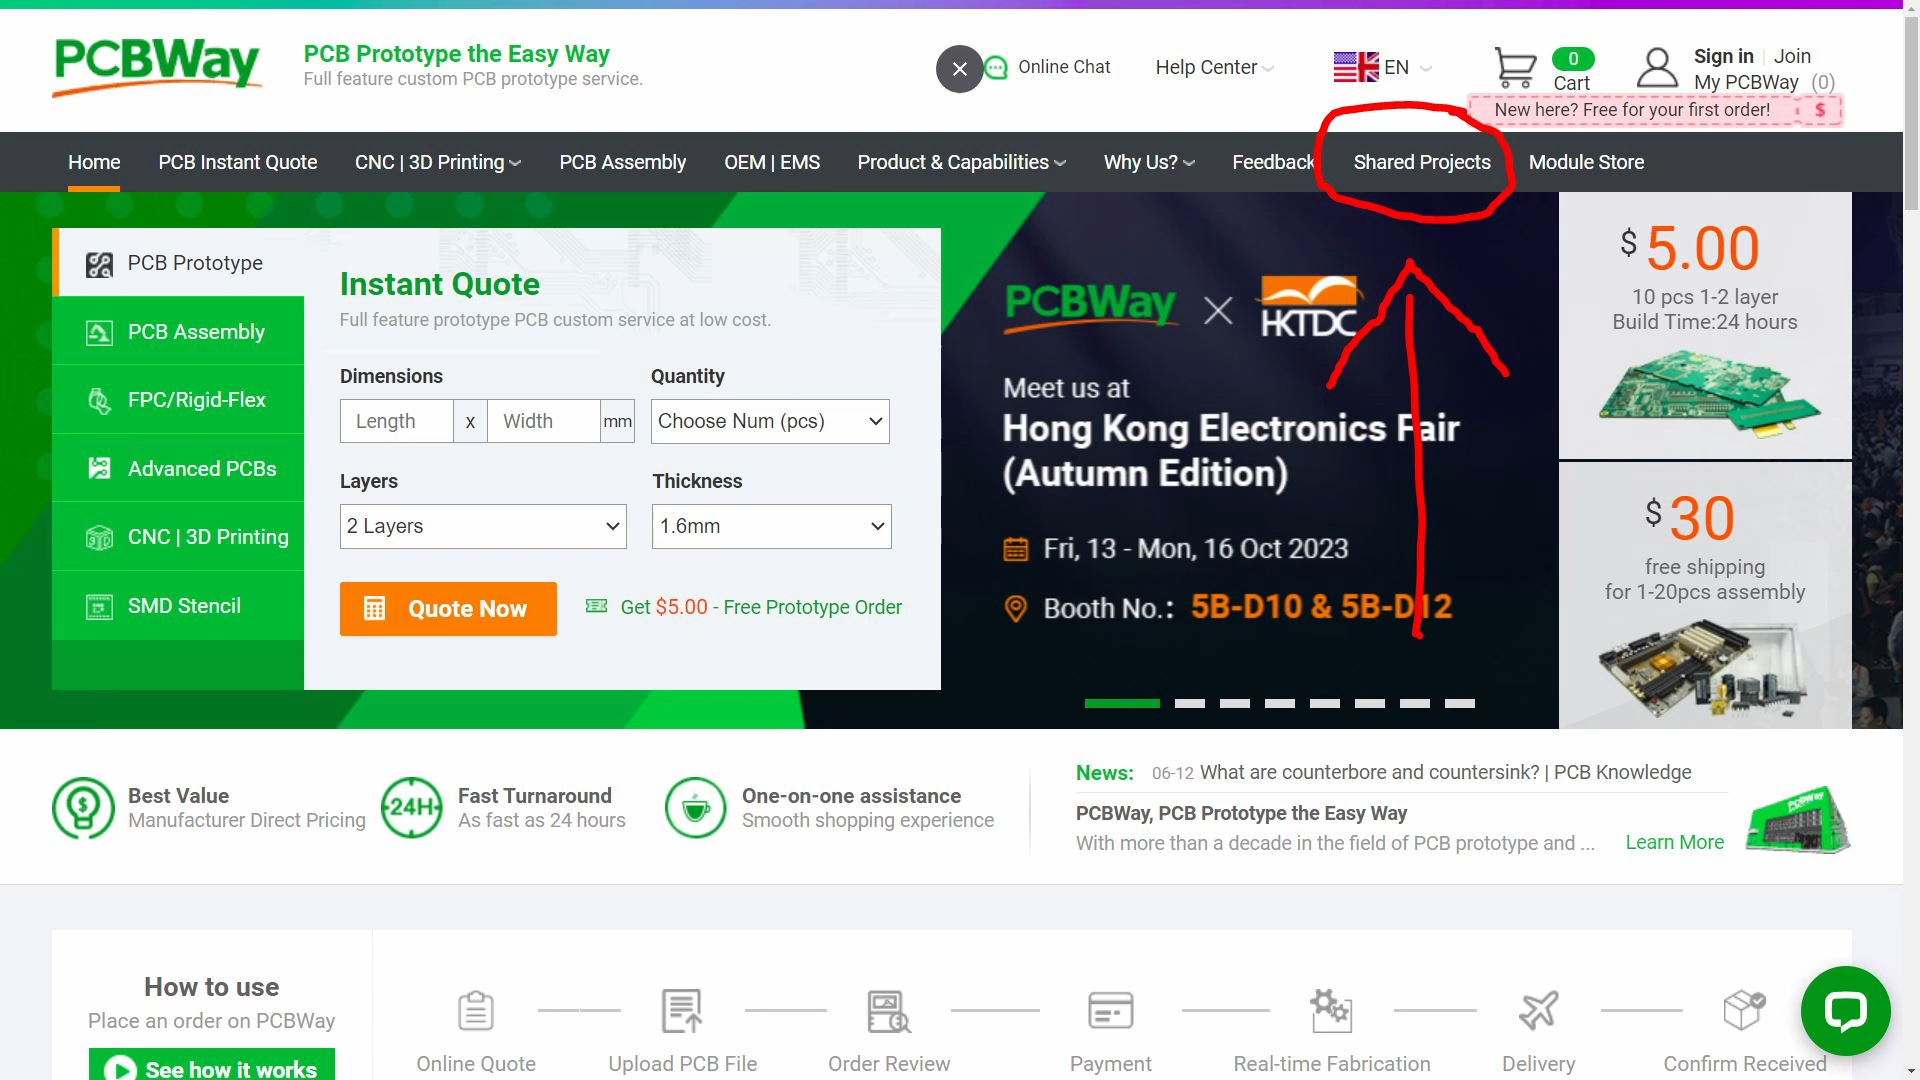 PCBWay
PCB Prototype the Easy Way
Full feature custom PCB prototype service.
Online Chat
Help Center
EN
0
Cart
Sign in
Join
My PCBWay (0)
New here? Free for your first order!
$
Home
PCB Instant Quote
CNC | 3D Printing
PCB Assembly
OEM | EMS
Product & Capabilities
Why Us?
Feedback
Shared Projects
Module Store
PCB Prototype
PCB Assembly
FPC/Rigid-Flex
Advanced PCBs
CNC | 3D Printing
SMD Stencil
Instant Quote
Full feature prototype PCB custom service at low cost.
Dimensions
Quantity
Length x Width mm
Choose Num (pcs)
Layers
Thickness
2 Layers
1.6mm
Quote Now
Get $5.00 - Free Prototype Order
PCBWay
HKTDC
Meet us at
Hong Kong Electronics Fair
(Autumn Edition)
Fri, 13 - Mon, 16 Oct 2023
Booth No.: 5B-D10 & 5B-D12
$ 5.00
10 pcs 1-2 layer
Build Time:24 hours
$ 30
free shipping
for 1-20pcs assembly
Best Value
Manufacturer Direct Pricing
24H
Fast Turnaround
As fast as 24 hours
One-on-one assistance
Smooth shopping experience
News: 06-12 What are counterbore and countersink? | PCB Knowledge
PCBWay, PCB Prototype the Easy Way
With more than a decade in the field of PCB prototype and ...
Learn More
PCBWay
How to use
Place an order on PCBWay
See how it works
Online Quote
Upload PCB File
Order Review
Payment
Real-time Fabrication
Delivery
Confirm Received